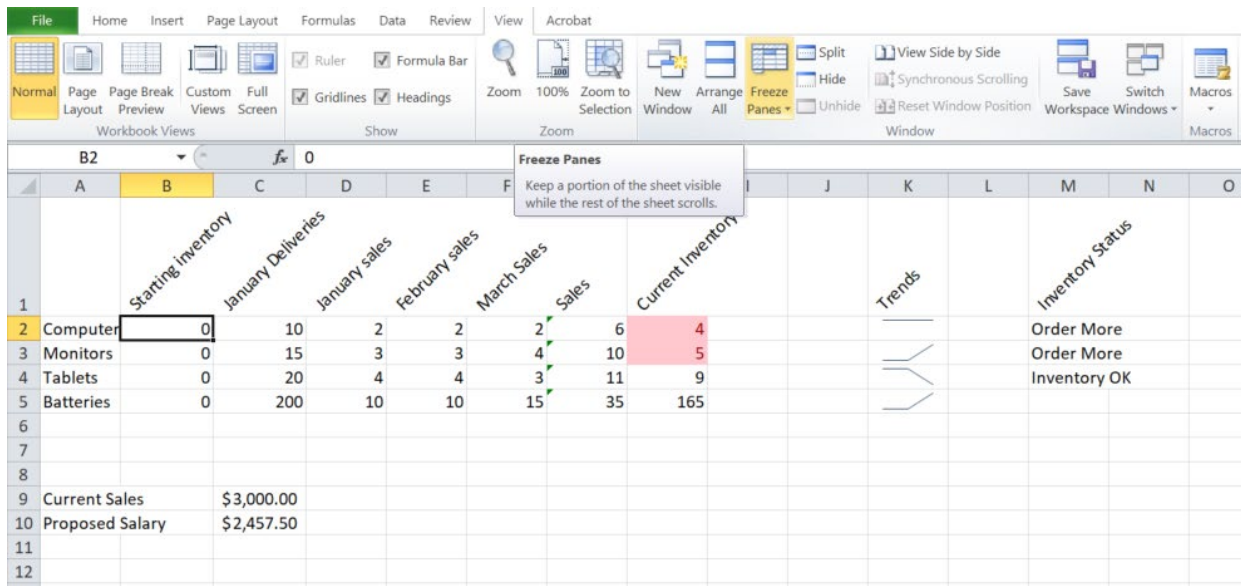 File Home Insert Page Layout Formulas Data Review View Acrobat
Normal Page Layout Page Break Preview Custom Views Full Screen
Workbook Views
Ruler Formula Bar
Gridlines Headings
Show
Zoom 100% Zoom to Selection
Zoom
New Window Arrange All Freeze Panes
Split
Hide
Unhide
View Side by Side
Synchronous Scrolling
Reset Window Position
Window
Save Workspace Switch Windows
Macros
Macros
B2 fx 0
Freeze Panes
Keep a portion of the sheet visible
while the rest of the sheet scrolls.
A B C D E F I J K L M N O
1 Starting inventory January Deliveries January sales February sales March Sales Sales Current Inventory Trends Inventory Status
2 Computer 0 10 2 2 2 6 4 Order More
3 Monitors 0 15 3 3 4 10 5 Order More
4 Tablets 0 20 4 4 3 11 9 Inventory OK
5 Batteries 0 200 10 10 15 35 165
6
7
8
9 Current Sales $3,000.00
10 Proposed Salary $2,457.50
11
12